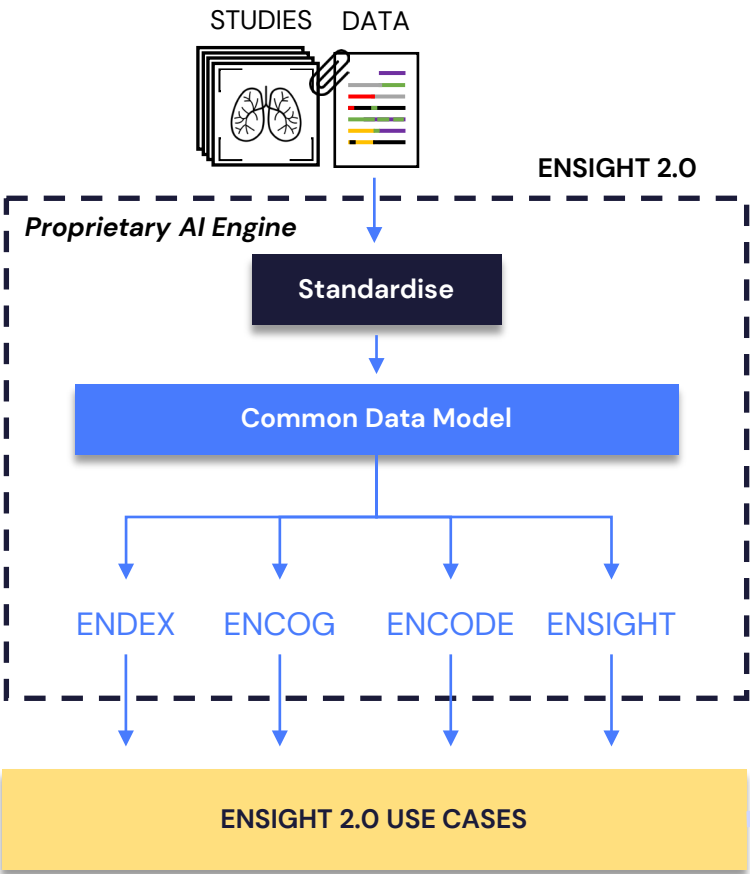 STUDIES DATA
ENSIGHT 2.0
Proprietary AI Engine
Standardise
Common Data Model
ENDEX ENCOG ENCODE ENSIGHT
ENSIGHT 2.0 USE CASES